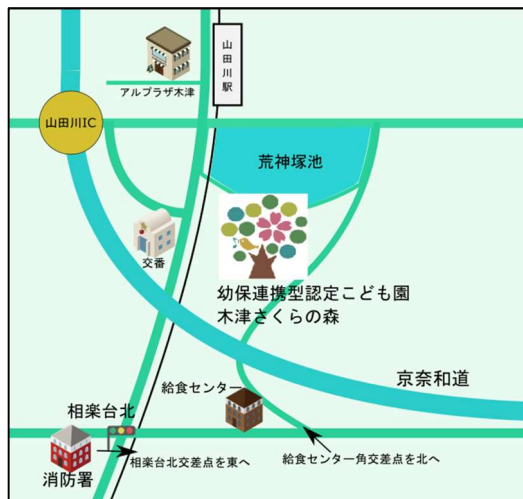 山田川駅
アルプラザ木津
山田川IC
荒神塚池
交番
幼保連携型認定こども園
木津さくらの森
京奈和道
給食センター
相楽台北
消防署
相楽台北交差点を東へ
給食センター角交差点を北へ